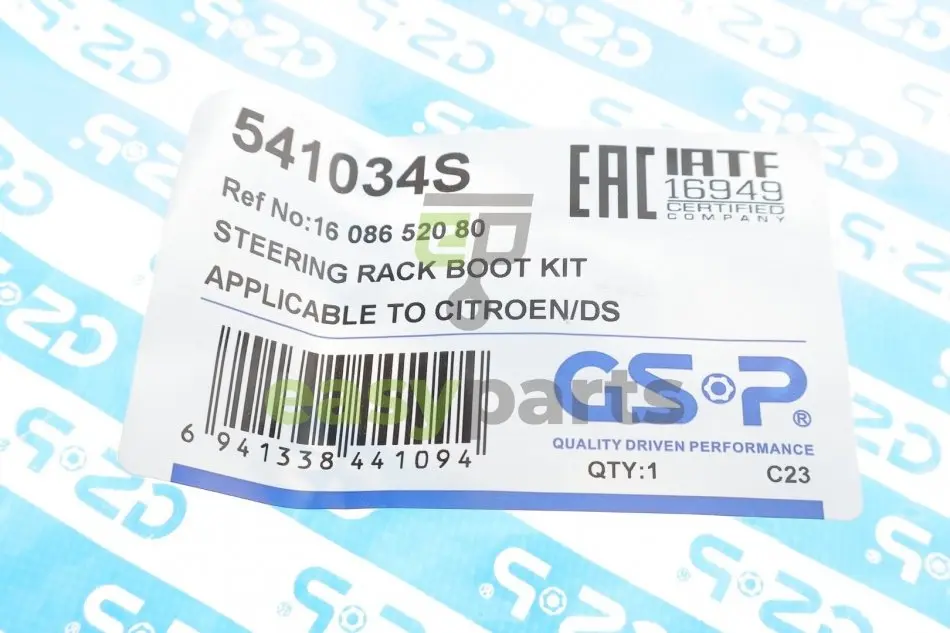 541034S
Ref No:16 086 520 80
STEERING RACK BOOT KIT
APPLICABLE TO CITROEN/DS
EAC
IATF
16949
CERTIFIED
COMPANY
6 941338 441094
easyparts
GSP®
QUALITY DRIVEN PERFORMANCE
QTY:1
C23